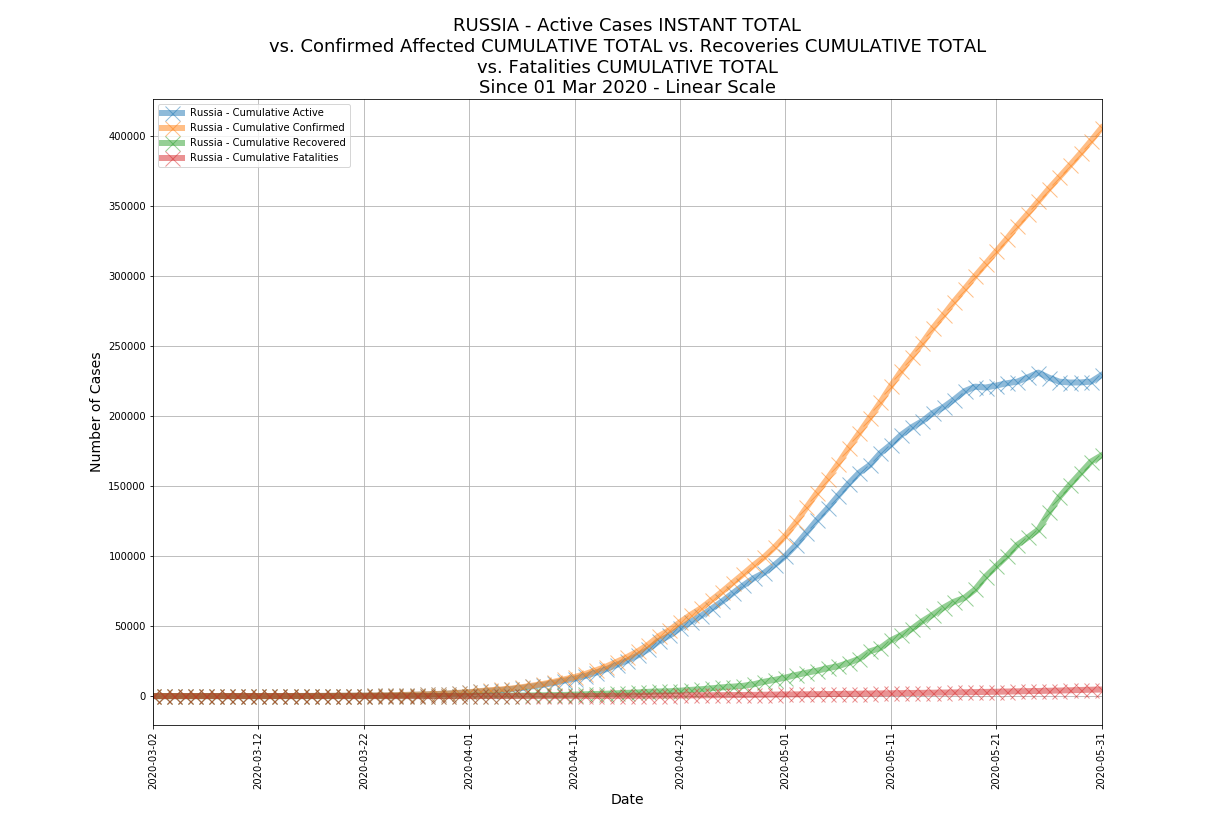 RUSSIA - Active Cases INSTANT TOTAL
vs. Confirmed Affected CUMULATIVE TOTAL vs. Recoveries CUMULATIVE TOTAL
vs. Fatalities CUMULATIVE TOTAL
Since 01 Mar 2020 - Linear Scale
Russia - Cumulative Active
Russia - Cumulative Confirmed
Russia - Cumulative Recovered
Russia - Cumulative Fatalities
Number of Cases
400000
350000
300000
250000
200000
150000
100000
50000
0
2020-03-02
2020-03-12
2020-03-22
2020-04-01
2020-04-11
2020-04-21
2020-05-01
2020-05-11
2020-05-21
2020-05-31
Date